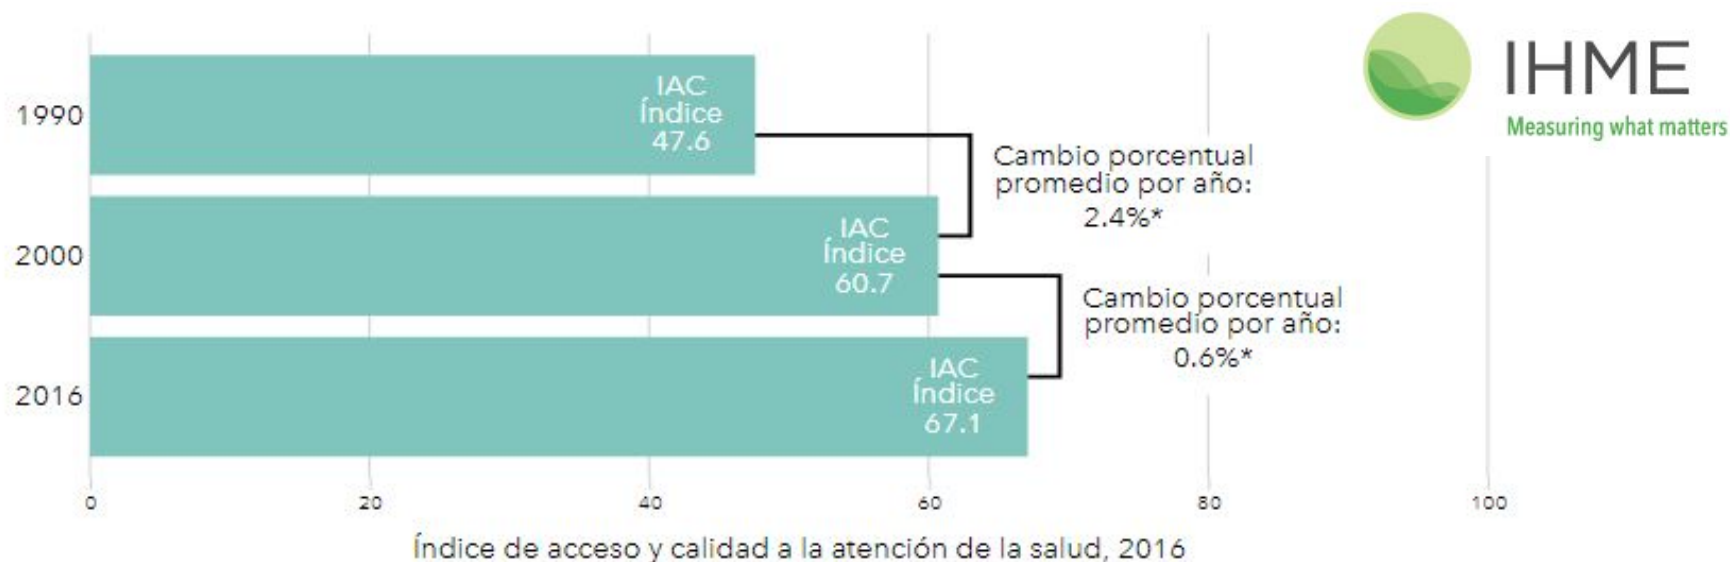 IHME
Measuring what matters
1990
IAC
Índice
47.6
Cambio porcentual
promedio por año:
2.4%*
2000
IAC
Índice
60.7
Cambio porcentual
promedio por año:
0.6%*
2016
IAC
Índice
67.1
0 20 40 60 80 100
Índice de acceso y calidad a la atención de la salud, 2016